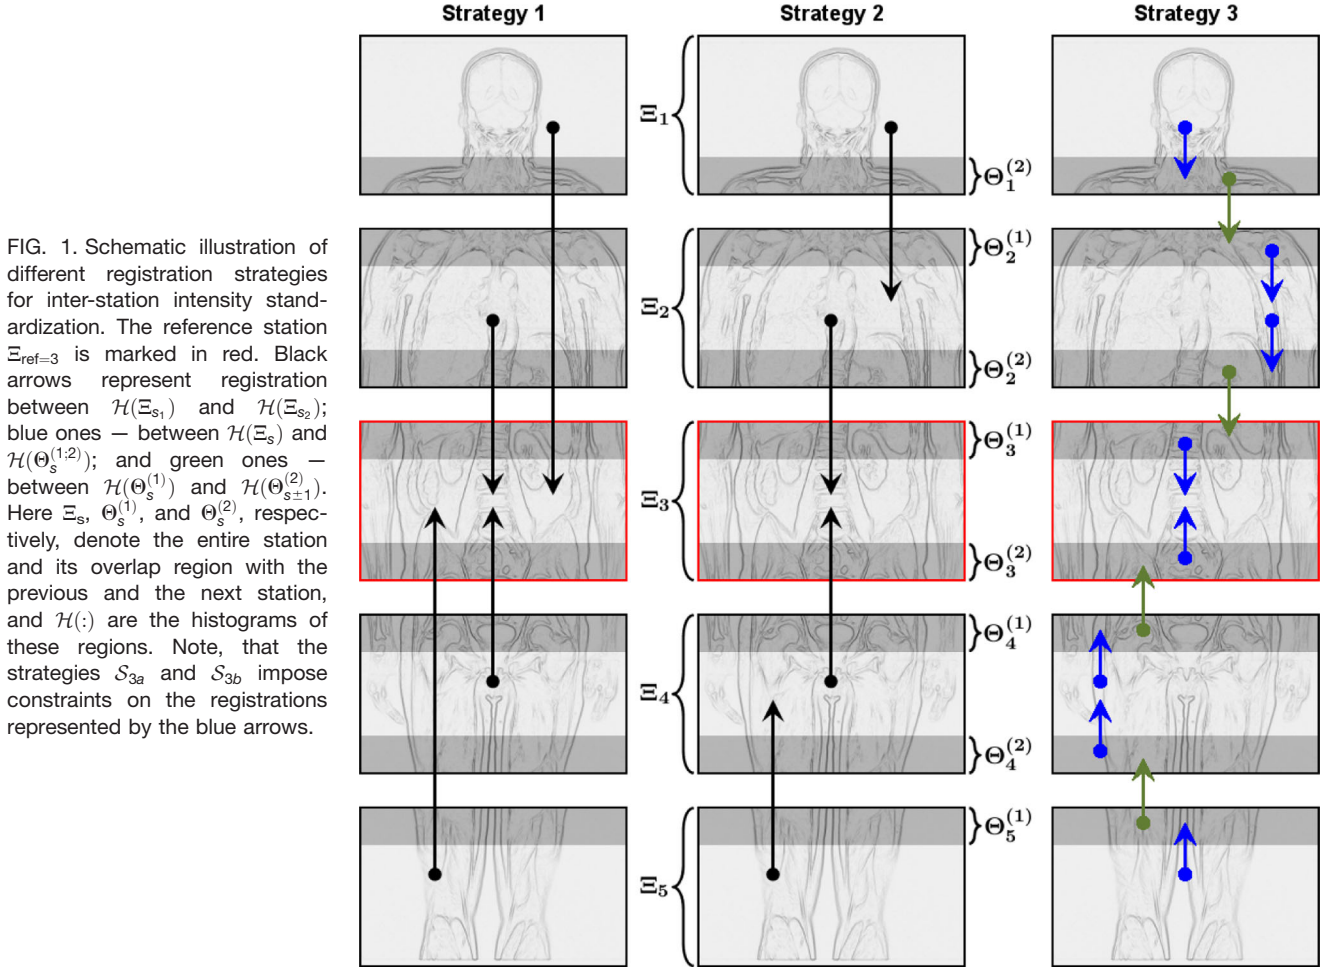 Strategy 1 Strategy 2 Strategy 3
FIG. 1. Schematic illustration of
different registration strategies
for inter-station intensity stand-
ardization. The reference station
Ξref=3 is marked in red. Black
arrows represent registration
between ℋ(Ξs₁) and ℋ(Ξs₂);
blue ones — between ℋ(Ξs) and
ℋ(Θs^(1;2)); and green ones —
between ℋ(Θs^(1)) and ℋ(Θs±1^(2)).
Here Ξs, Θs^(1), and Θs^(2), respec-
tively, denote the entire station
and its overlap region with the
previous and the next station,
and ℋ(:) are the histograms of
these regions. Note, that the
strategies 𝒮3a and 𝒮3b impose
constraints on the registrations
represented by the blue arrows.
Ξ1
Θ1^(2)
Θ2^(1)
Ξ2
Θ2^(2)
Θ3^(1)
Ξ3
Θ3^(2)
Θ4^(1)
Ξ4
Θ4^(2)
Θ5^(1)
Ξ5